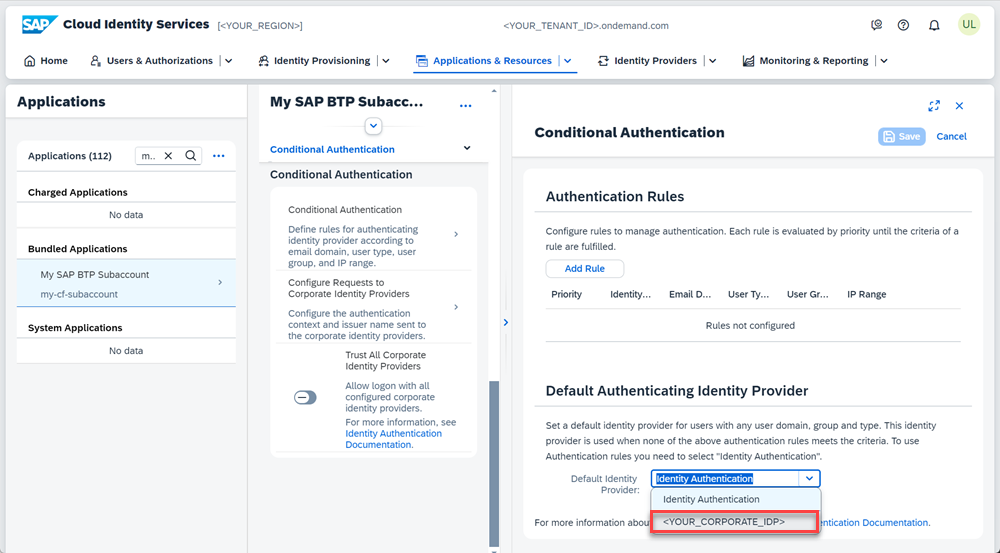 SAP Cloud Identity Services [<YOUR_REGION>] <YOUR_TENANT_ID>.ondemand.com UL
Home Users & Authorizations Identity Provisioning Applications & Resources Identity Providers Monitoring & Reporting
Applications
Applications (112) m..
Charged Applications
No data
Bundled Applications
My SAP BTP Subaccount
my-cf-subaccount
System Applications
No data
My SAP BTP Subacc...
Conditional Authentication
Conditional Authentication
Conditional Authentication
Define rules for authenticating
identity provider according to
email domain, user type, user
group, and IP range.
Configure Requests to
Corporate Identity Providers
Configure the authentication
context and issuer name sent to
the corporate identity providers.
Trust All Corporate
Identity Providers
Allow logon with all
configured corporate
identity providers.
For more information, see
Identity Authentication
Documentation.
Conditional Authentication
Save Cancel
Authentication Rules
Configure rules to manage authentication. Each rule is evaluated by priority until the criteria of a
rule are fulfilled.
Add Rule
Priority Identity... Email D... User Ty... User Gr... IP Range
Rules not configured
Default Authenticating Identity Provider
Set a default identity provider for users with any user domain, group and type. This identity
provider is used when none of the above authentication rules meets the criteria. To use
Authentication rules you need to select "Identity Authentication".
Default Identity
Provider:
Identity Authentication
Identity Authentication
<YOUR_CORPORATE_IDP>
For more information abou entication Documentation.